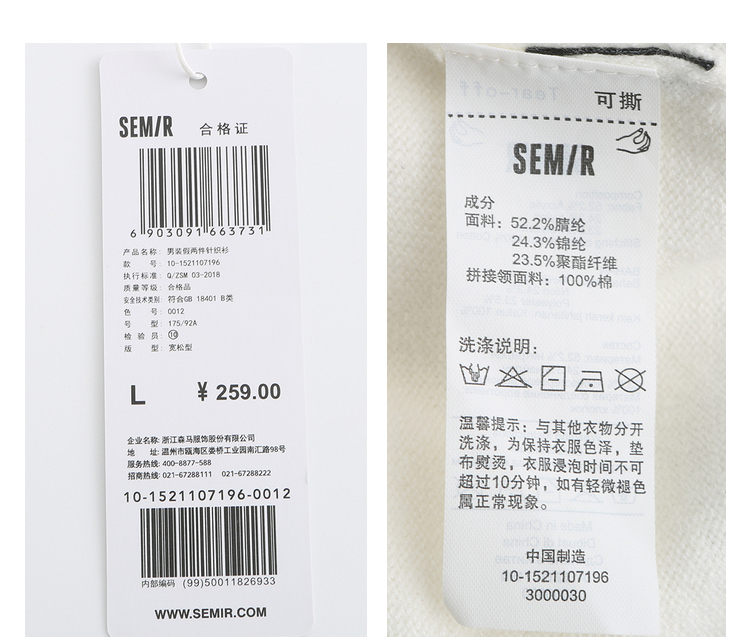 SEMIR 合格证
6 903091 663731
产品名称: 男装假两件针织衫
款 号: 10-1521107196
执行标准: Q/ZSM 03-2018
质量等级: 合格品
安全技术类别: 符合GB 18401 B类
色 号: 0012
号 型: 175/92A
检 验 员: ⑩
版 型: 宽松型
L ¥ 259.00
企业名称: 浙江森马服饰股份有限公司
地 址: 温州市瓯海区娄桥工业园南汇路98号
服务热线: 400-8877-588
招商热线: 021-67288111 021-67288222
10-1521107196-0012
内部编码 (99)50011826933
WWW.SEMIR.COM
Tear-off
可撕
SEMIR
成分
面料: 52.2%腈纶
24.3%锦纶
23.5%聚酯纤维
拼接领面料: 100%棉
洗涤说明:
温馨提示: 与其他衣物分开
洗涤, 为保持衣服色泽, 垫
布熨烫, 衣服浸泡时间不可
超过10分钟, 如有轻微褪色
属正常现象。
中国制造
10-1521107196
3000030